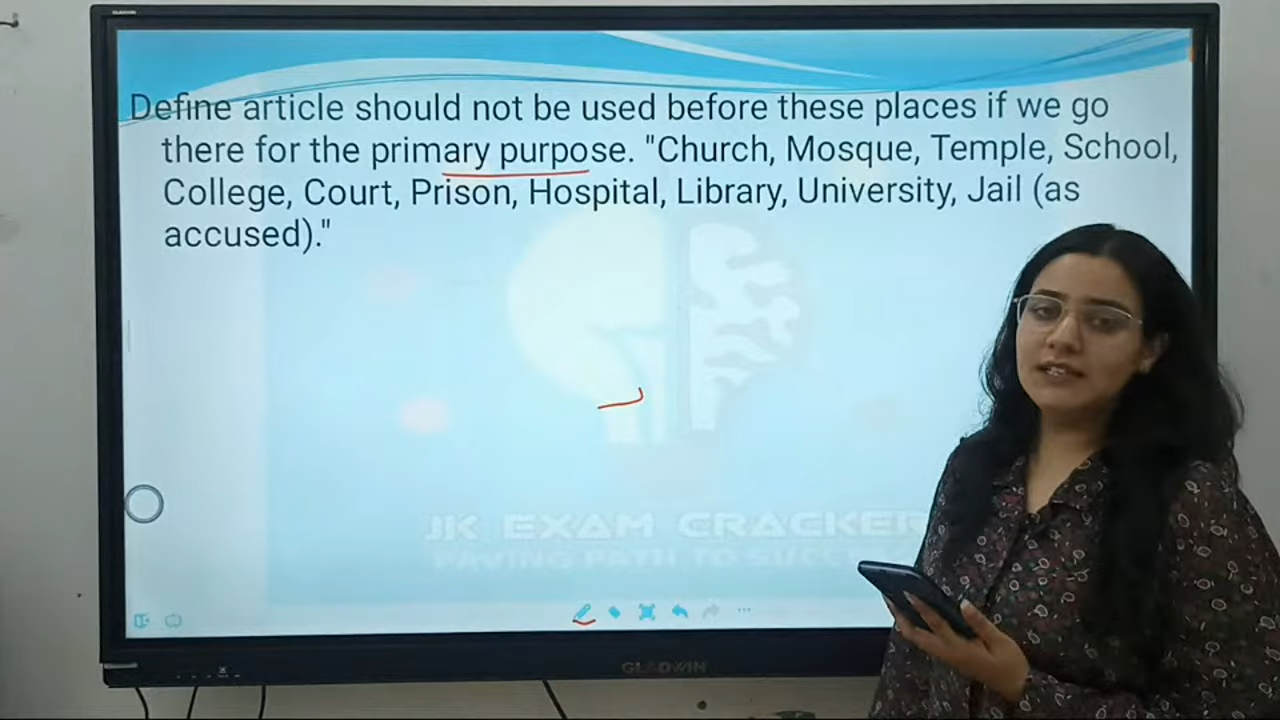 GLADWIN
Define article should not be used before these places if we go
there for the primary purpose. "Church, Mosque, Temple, School,
College, Court, Prison, Hospital, Library, University, Jail (as
accused)."
JK EXAM CRACKER
PAVING PATH TO SUCCESS
GLADWIN